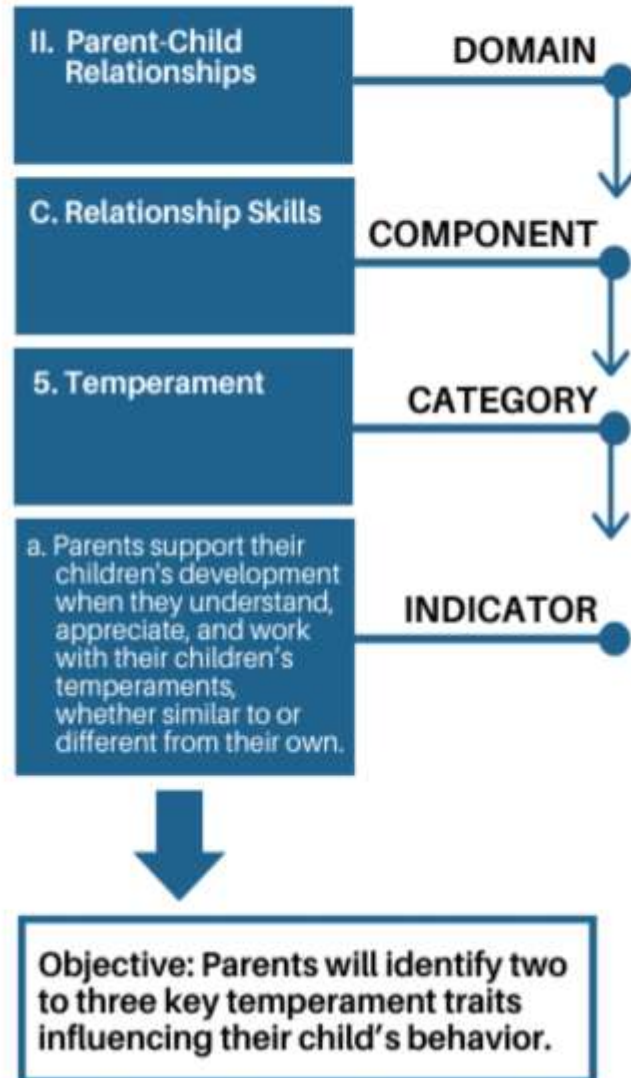 II. Parent-Child
Relationships
DOMAIN
C. Relationship Skills
COMPONENT
5. Temperament
CATEGORY
a. Parents support their
children's development
when they understand,
appreciate, and work
with their children's
temperaments,
whether similar to or
different from their own.
INDICATOR
Objective: Parents will identify two
to three key temperament traits
influencing their child's behavior.